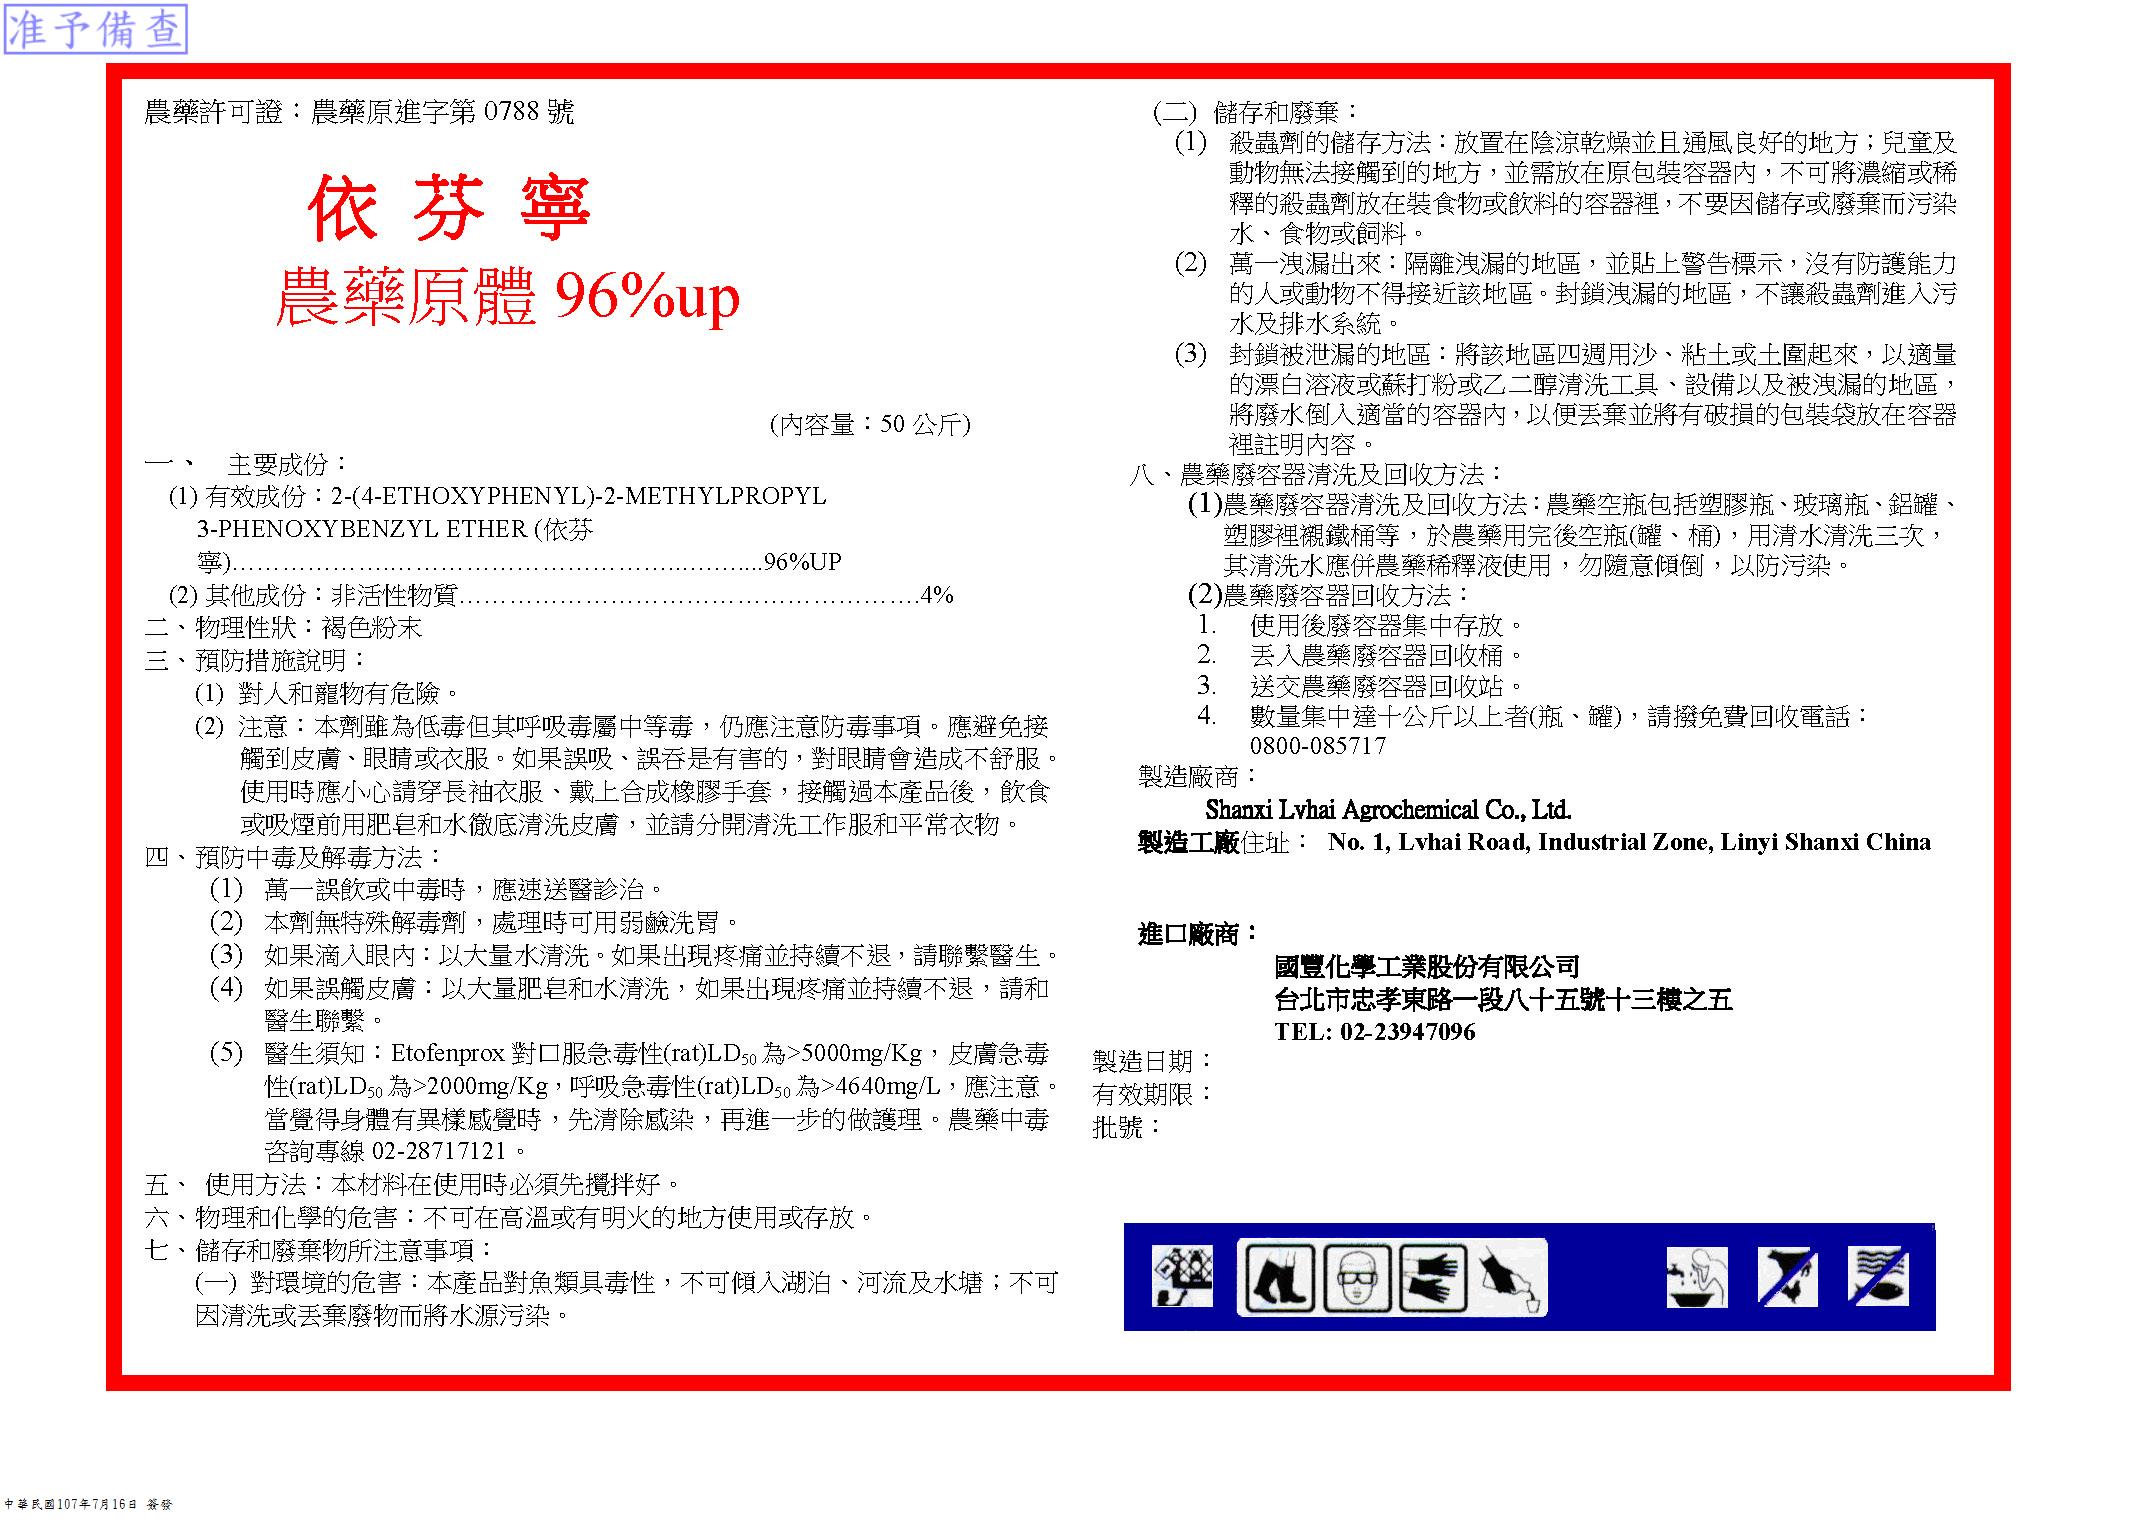 准予備查
農藥許可證：農藥原進字第 0788 號
依 芬 寧
農藥原體 96%up
(內容量：50 公斤)
一、 主要成份：
(1) 有效成份：2-(4-ETHOXYPHENYL)-2-METHYLPROPYL
3-PHENOXYBENZYL ETHER (依芬
寧)………………..……………………………..………....96%UP
(2) 其他成份：非活性物質……………………………………………….4%
二、物理性狀：褐色粉末
三、預防措施說明：
(1) 對人和寵物有危險。
(2) 注意：本劑雖為低毒但其呼吸毒屬中等毒，仍應注意防毒事項。應避免接
觸到皮膚、眼睛或衣服。如果誤吸、誤吞是有害的，對眼睛會造成不舒服。
使用時應小心請穿長袖衣服、戴上合成橡膠手套，接觸過本產品後，飲食
或吸煙前用肥皂和水徹底清洗皮膚，並請分開清洗工作服和平常衣物。
四、預防中毒及解毒方法：
(1) 萬一誤飲或中毒時，應速送醫診治。
(2) 本劑無特殊解毒劑，處理時可用弱鹼洗胃。
(3) 如果滴入眼內：以大量水清洗。如果出現疼痛並持續不退，請聯繫醫生。
(4) 如果誤觸皮膚：以大量肥皂和水清洗，如果出現疼痛並持續不退，請和
醫生聯繫。
(5) 醫生須知：Etofenprox 對口服急毒性(rat)LD50 為>5000mg/Kg，皮膚急毒
性(rat)LD50 為>2000mg/Kg，呼吸急毒性(rat)LD50 為>4640mg/L，應注意。
當覺得身體有異樣感覺時，先清除感染，再進一步的做護理。農藥中毒
咨詢專線 02-28717121。
五、 使用方法：本材料在使用時必須先攪拌好。
六、物理和化學的危害：不可在高溫或有明火的地方使用或存放。
七、儲存和廢棄物所注意事項：
(一) 對環境的危害：本產品對魚類具毒性，不可傾入湖泊、河流及水塘；不可
因清洗或丟棄廢物而將水源污染。
(二) 儲存和廢棄：
(1) 殺蟲劑的儲存方法：放置在陰涼乾燥並且通風良好的地方；兒童及
動物無法接觸到的地方，並需放在原包裝容器內，不可將濃縮或稀
釋的殺蟲劑放在裝食物或飲料的容器裡，不要因儲存或廢棄而污染
水、食物或飼料。
(2) 萬一洩漏出來：隔離洩漏的地區，並貼上警告標示，沒有防護能力
的人或動物不得接近該地區。封鎖洩漏的地區，不讓殺蟲劑進入污
水及排水系統。
(3) 封鎖被泄漏的地區：將該地區四週用沙、粘土或土圍起來，以適量
的漂白溶液或蘇打粉或乙二醇清洗工具、設備以及被洩漏的地區，
將廢水倒入適當的容器內，以便丟棄並將有破損的包裝袋放在容器
裡註明內容。
八、農藥廢容器清洗及回收方法：
(1)農藥廢容器清洗及回收方法：農藥空瓶包括塑膠瓶、玻璃瓶、鋁罐、
塑膠裡襯鐵桶等，於農藥用完後空瓶(罐、桶)，用清水清洗三次，
其清洗水應併農藥稀釋液使用，勿隨意傾倒，以防污染。
(2)農藥廢容器回收方法：
1. 使用後廢容器集中存放。
2. 丟入農藥廢容器回收桶。
3. 送交農藥廢容器回收站。
4. 數量集中達十公斤以上者(瓶、罐)，請撥免費回收電話：
0800-085717
製造廠商：
Shanxi Lvhai Agrochemical Co., Ltd.
製造工廠住址： No. 1, Lvhai Road, Industrial Zone, Linyi Shanxi China
進口廠商：
國豐化學工業股份有限公司
台北市忠孝東路一段八十五號十三樓之五
TEL: 02-23947096
製造日期：
有效期限：
批號：
中華民國107年7月16日 簽發